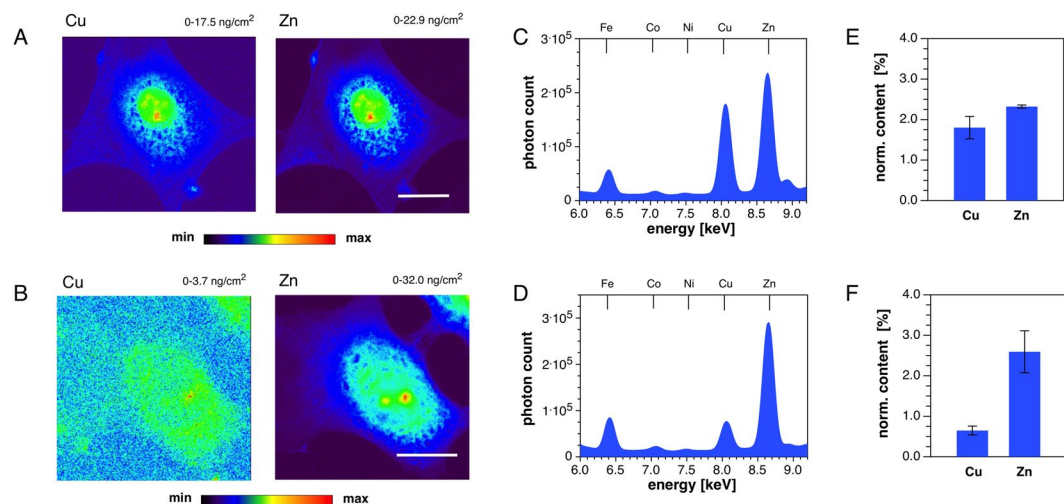 A
Cu 0-17.5 ng/cm²
Zn 0-22.9 ng/cm²
min max
B
Cu 0-3.7 ng/cm²
Zn 0-32.0 ng/cm²
min max
C
Fe Co Ni Cu Zn
3·10⁵
2·10⁵
1·10⁵
0
photon count
6.0 6.5 7.0 7.5 8.0 8.5 9.0
energy [keV]
D
Fe Co Ni Cu Zn
3·10⁵
2·10⁵
1·10⁵
0
photon count
6.0 6.5 7.0 7.5 8.0 8.5 9.0
energy [keV]
E
4.0
3.0
2.0
1.0
0.0
norm. content [%]
Cu Zn
F
4.0
3.0
2.0
1.0
0.0
norm. content [%]
Cu Zn